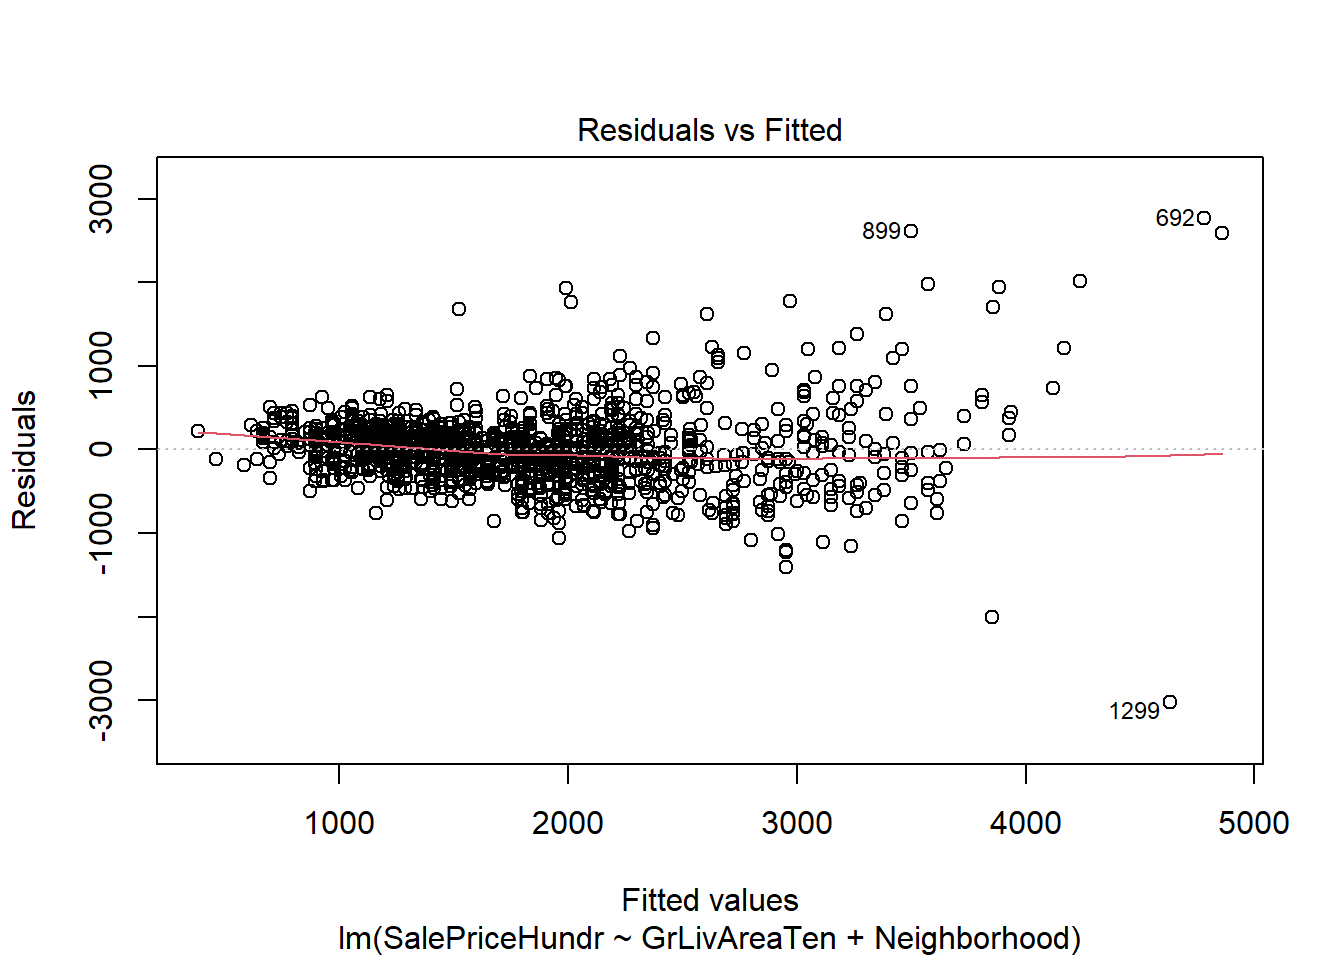 Residuals vs Fitted
3000
1000
0
-1000
-3000
Residuals
899
692
1299
1000 2000 3000 4000 5000
Fitted values
lm(SalePriceHundr ~ GrLivAreaTen + Neighborhood)